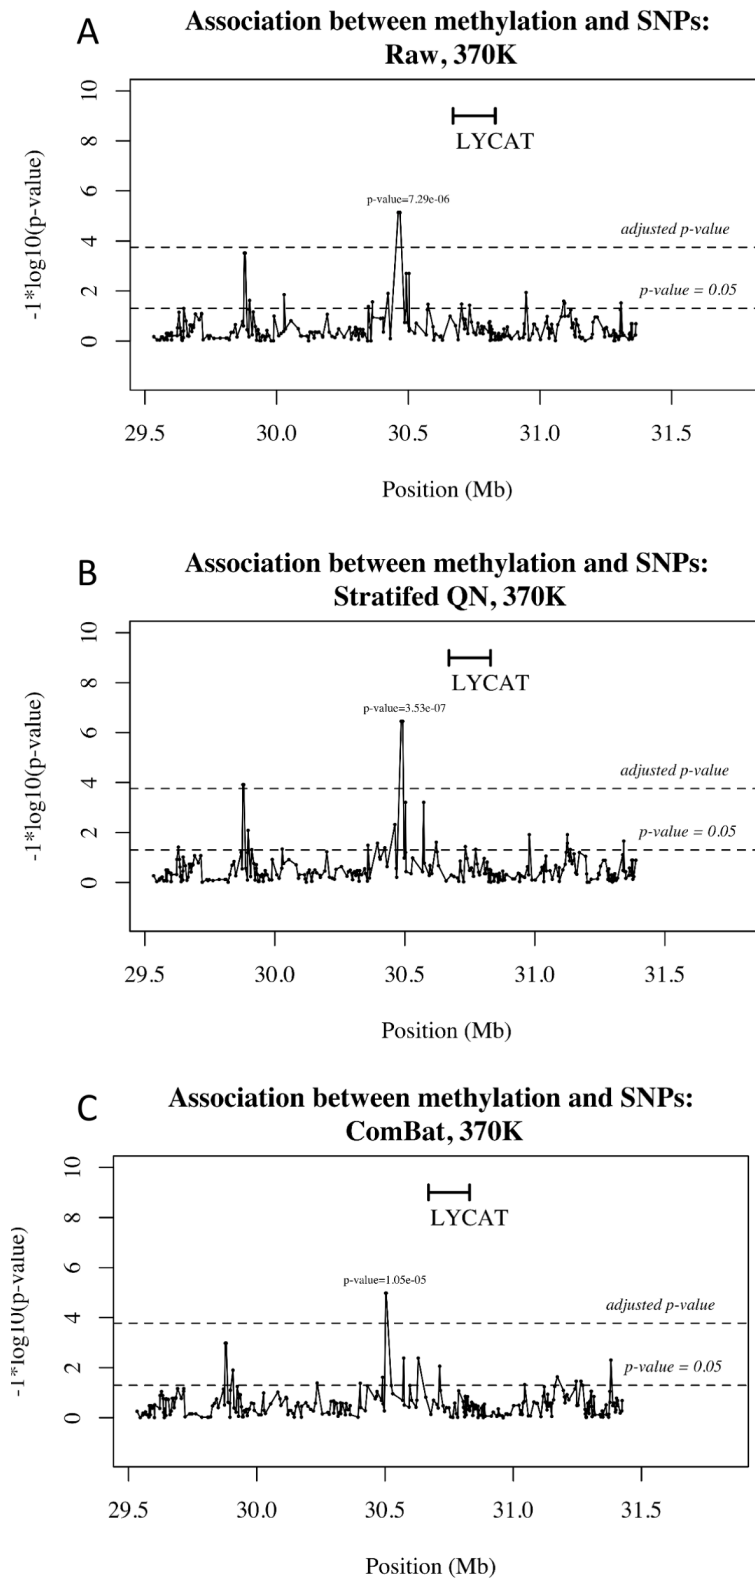 A
Association between methylation and SNPs:
Raw, 370K
-1*log10(p-value)
10
8
6
4
2
0
LYCAT
p-value=7.29e-06
adjusted p-value
p-value = 0.05
29.5 30.0 30.5 31.0 31.5
Position (Mb)
B
Association between methylation and SNPs:
Stratifed QN, 370K
-1*log10(p-value)
10
8
6
4
2
0
LYCAT
p-value=3.53e-07
adjusted p-value
p-value = 0.05
29.5 30.0 30.5 31.0 31.5
Position (Mb)
C
Association between methylation and SNPs:
ComBat, 370K
-1*log10(p-value)
10
8
6
4
2
0
LYCAT
p-value=1.05e-05
adjusted p-value
p-value = 0.05
29.5 30.0 30.5 31.0 31.5
Position (Mb)